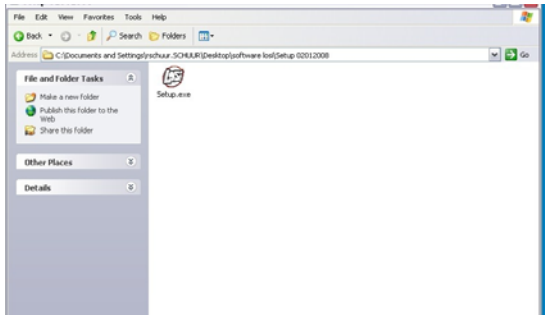 File Edit View Favorites Tools Help
Back Search Folders
Address C:\Documents and Settings\rschuur.SCHUUR\Desktop\software los\Setup 02012008 Go
File and Folder Tasks
Make a new folder
Publish this folder to the
Web
Share this folder
Other Places
Details
Setup.exe